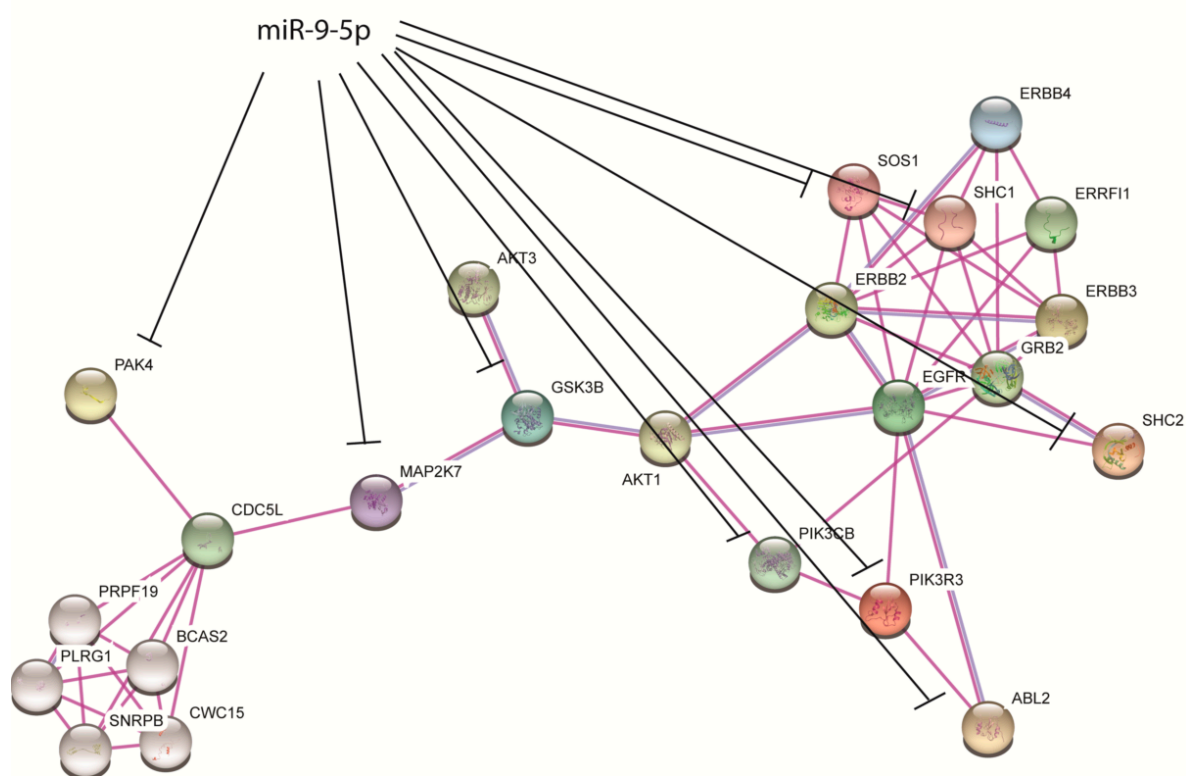 miR-9-5p
ERBB4
SOS1
SHC1
ERRFI1
AKT3
ERBB2
ERBB3
GRB2
PAK4
GSK3B
EGFR
SHC2
MAP2K7
AKT1
CDC5L
PIK3CB
PRPF19
PIK3R3
BCAS2
PLRG1
ABL2
SNRPB
CWC15